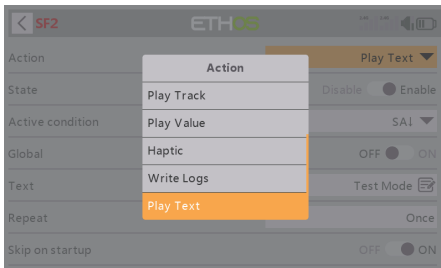 SF2
ETHOS
Action
Play Text
State
Disable
Enable
Active condition
SA↓
Global
OFF
ON
Text
Test Mode
Repeat
Once
Skip on startup
OFF
ON
Action
Play Track
Play Value
Haptic
Write Logs
Play Text